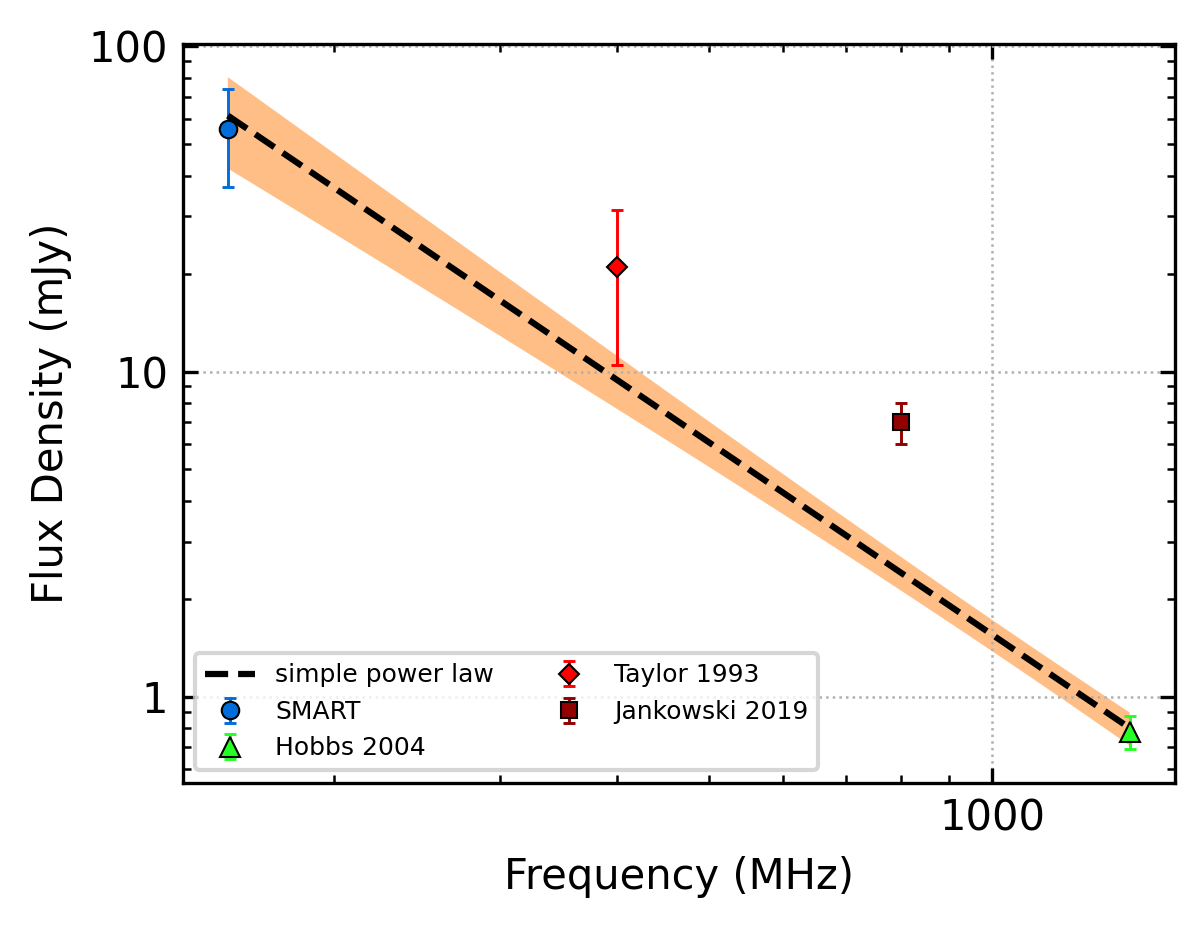 100
10
1
Flux Density (mJy)
simple power law
SMART
Hobbs 2004
Taylor 1993
Jankowski 2019
1000
Frequency (MHz)